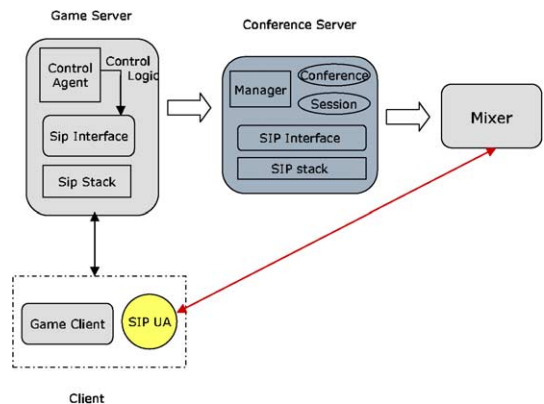 Game Server
Conference Server
Control
Agent
Control
Logic
Sip Interface
Sip Stack
Manager
Conference
Session
SIP Interface
SIP stack
Mixer
Game Client
SIP UA
Client